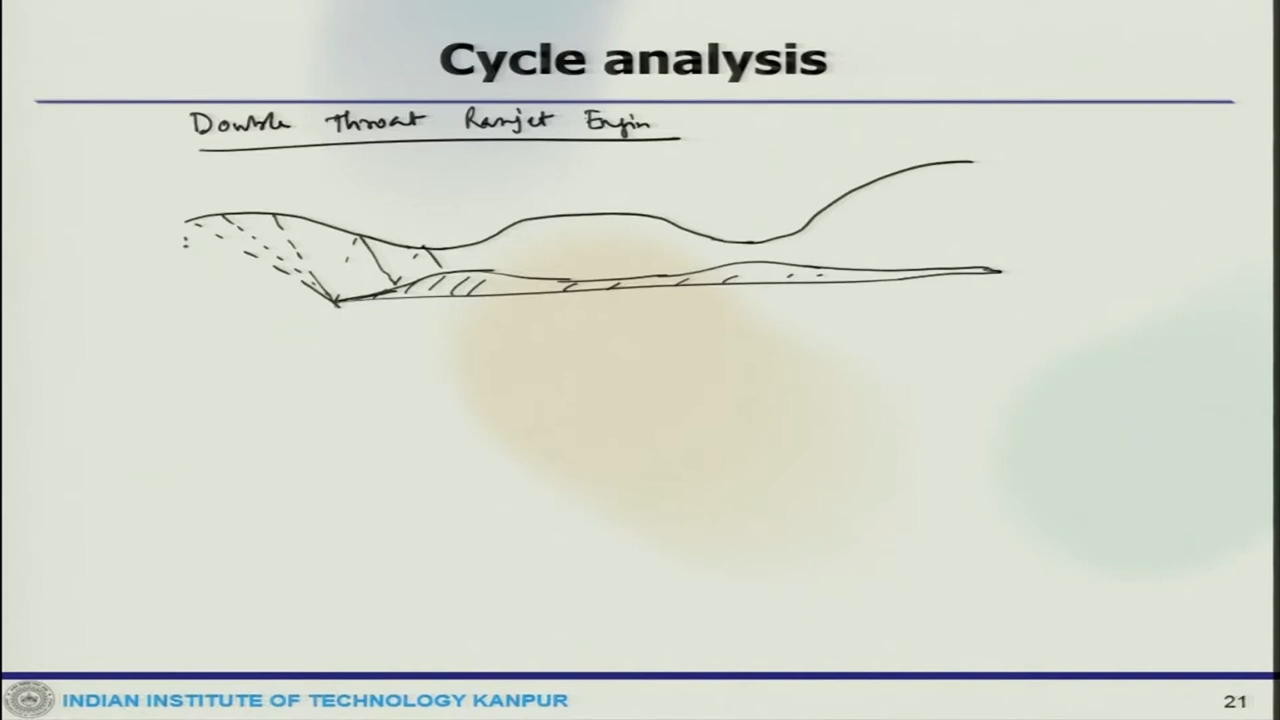 Cycle analysis
Double Throat Ramjet Engin
INDIAN INSTITUTE OF TECHNOLOGY KANPUR
21